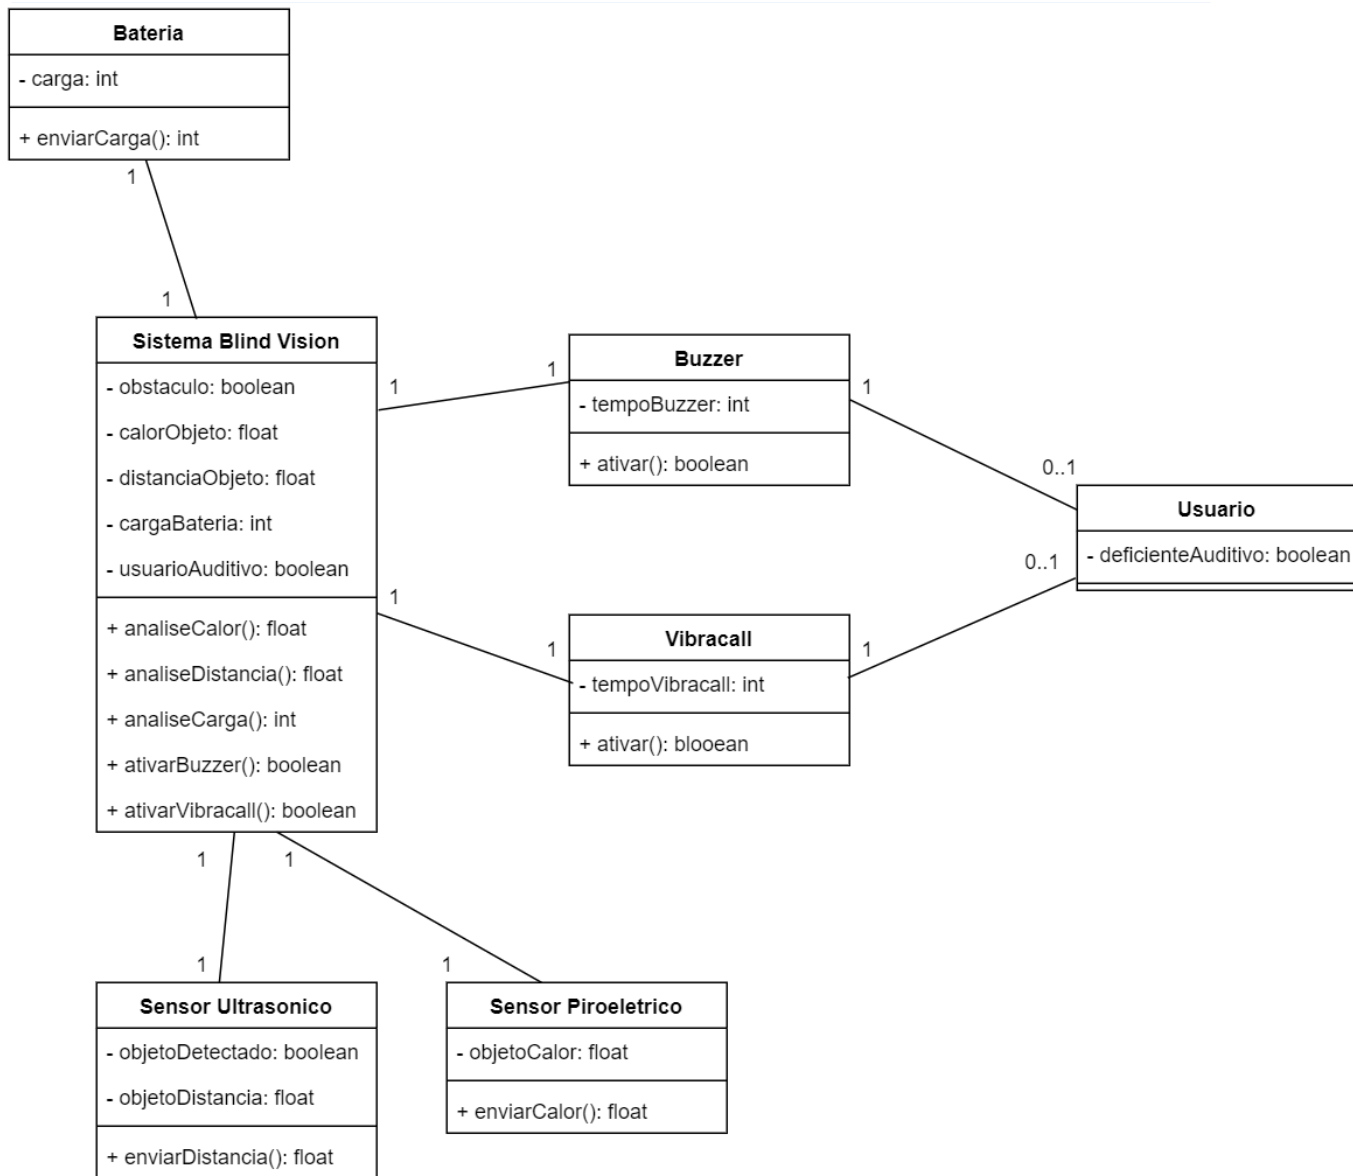 Bateria
- carga: int
+ enviarCarga(): int
1
1
Sistema Blind Vision
- obstaculo: boolean
- calorObjeto: float
- distanciaObjeto: float
- cargaBateria: int
- usuarioAuditivo: boolean
+ analiseCalor(): float
+ analiseDistancia(): float
+ analiseCarga(): int
+ ativarBuzzer(): boolean
+ ativarVibracall(): boolean
1
1
Buzzer
- tempoBuzzer: int
+ ativar(): boolean
1
0..1
Usuario
- deficienteAuditivo: boolean
0..1
1
1
Vibracall
- tempoVibracall: int
+ ativar(): blooean
1
1
1
1
1
Sensor Ultrasonico
- objetoDetectado: boolean
- objetoDistancia: float
+ enviarDistancia(): float
Sensor Piroeletrico
- objetoCalor: float
+ enviarCalor(): float